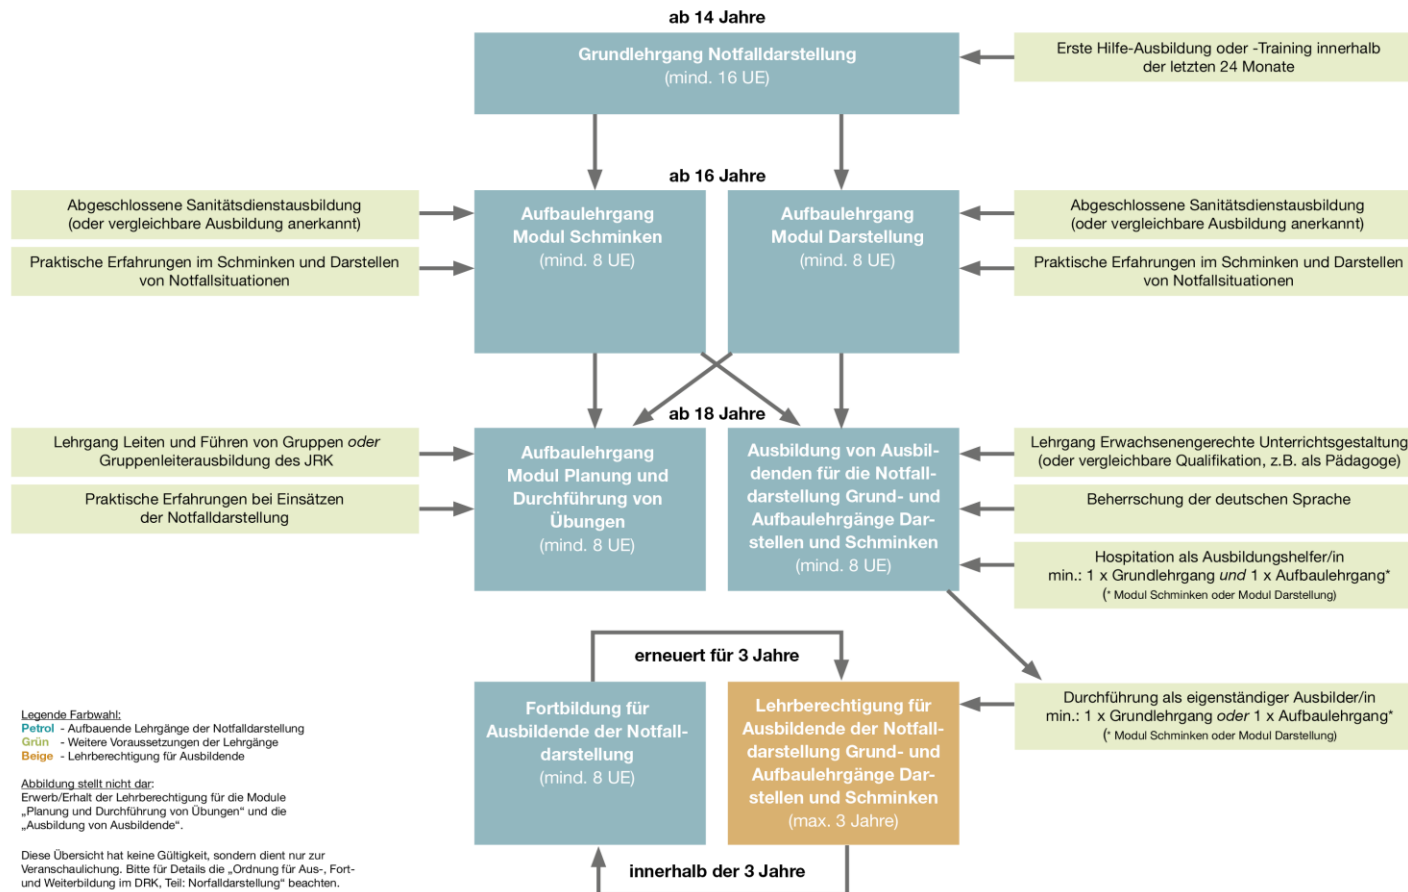 ab 14 Jahre
Grundlehrgang Notfalldarstellung
(mind. 16 UE)
Erste Hilfe-Ausbildung oder -Training innerhalb
der letzten 24 Monate
ab 16 Jahre
Abgeschlossene Sanitätsdienstausbildung
(oder vergleichbare Ausbildung anerkannt)
Praktische Erfahrungen im Schminken und Darstellen
von Notfallsituationen
Aufbaulehrgang
Modul Schminken
(mind. 8 UE)
Aufbaulehrgang
Modul Darstellung
(mind. 8 UE)
Abgeschlossene Sanitätsdienstausbildung
(oder vergleichbare Ausbildung anerkannt)
Praktische Erfahrungen im Schminken und Darstellen
von Notfallsituationen
ab 18 Jahre
Lehrgang Leiten und Führen von Gruppen oder
Gruppenleiterausbildung des JRK
Praktische Erfahrungen bei Einsätzen
der Notfalldarstellung
Aufbaulehrgang
Modul Planung und
Durchführung von
Übungen
(mind. 8 UE)
Ausbildung von Ausbil-
denden für die Notfall-
darstellung Grund- und
Aufbaulehrgänge Dar-
stellen und Schminken
(mind. 8 UE)
Lehrgang Erwachsenengerechte Unterrichtsgestaltung
(oder vergleichbare Qualifikation, z.B. als Pädagoge)
Beherrschung der deutschen Sprache
Hospitation als Ausbildungshelfer/in
min.: 1 x Grundlehrgang und 1 x Aufbaulehrgang*
(* Modul Schminken oder Modul Darstellung)
erneuert für 3 Jahre
Fortbildung für
Ausbildende der Notfall-
darstellung
(mind. 8 UE)
Lehrberechtigung für
Ausbildende der Notfall-
darstellung Grund- und
Aufbaulehrgänge Dar-
stellen und Schminken
(max. 3 Jahre)
Durchführung als eigenständiger Ausbilder/in
min.: 1 x Grundlehrgang oder 1 x Aufbaulehrgang*
(* Modul Schminken oder Modul Darstellung)
innerhalb der 3 Jahre
Legende Farbwahl:
Petrol - Aufbauende Lehrgänge der Notfalldarstellung
Grün - Weitere Voraussetzungen der Lehrgänge
Beige - Lehrberechtigung für Ausbildende
Abbildung stellt nicht dar:
Erwerb/Erhalt der Lehrberechtigung für die Module
„Planung und Durchführung von Übungen“ und die
„Ausbildung von Ausbildende“.
Diese Übersicht hat keine Gültigkeit, sondern dient nur zur
Veranschaulichung. Bitte für Details die „Ordnung für Aus-, Fort-
und Weiterbildung im DRK, Teil: Norfalldarstellung“ beachten.